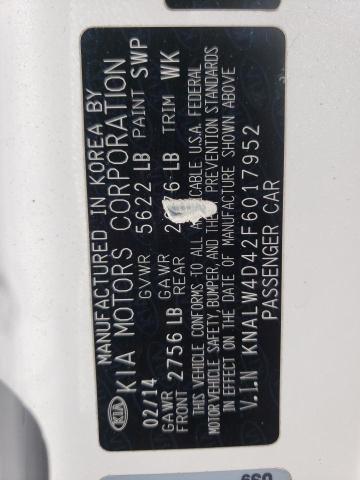 MANUFACTURED IN KOREA BY
KIA MOTORS CORPORATION
02/14 GVWR 5622 LB PAINT SWP
GAWR FRONT 2756 LB GAWR REAR LB TRIM WK
THIS VEHICLE CONFORMS TO ALL U.S.A. FEDERAL
MOTOR VEHICLE SAFETY, BUMPER, AND PREVENTION STANDARDS
IN EFFECT ON THE DATE OF MANUFACTURE SHOWN ABOVE
V.I.N KNALW4D42F6017952
PASSENGER CAR
KIA